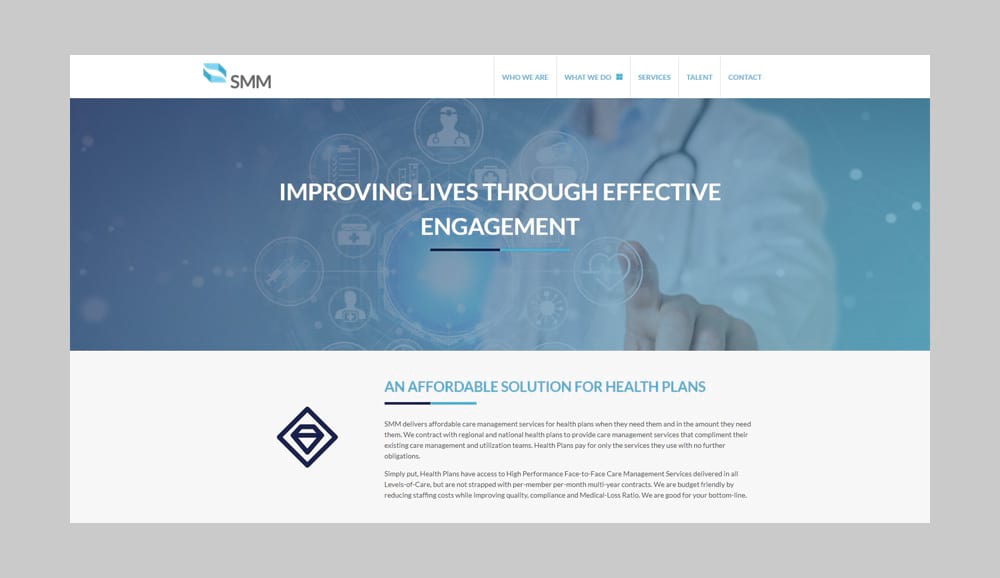 SMM
WHO WE ARE
WHAT WE DO
SERVICES
TALENT
CONTACT
IMPROVING LIVES THROUGH EFFECTIVE
ENGAGEMENT
AN AFFORDABLE SOLUTION FOR HEALTH PLANS
SMM delivers affordable care management services for health plans when they need them and in the amount they need
them. We contract with regional and national health plans to provide care management services that compliment their
existing care management and utilization teams. Health Plans pay for only the services they use with no further
obligations.
Simply put, Health Plans have access to High Performance Face-to-Face Care Management Services delivered in all
Levels-of-Care, but are not strapped with per-member per-month multi-year contracts. We are budget friendly by
reducing staffing costs while improving quality, compliance and Medical-Loss Ratio. We are good for your bottom-line.